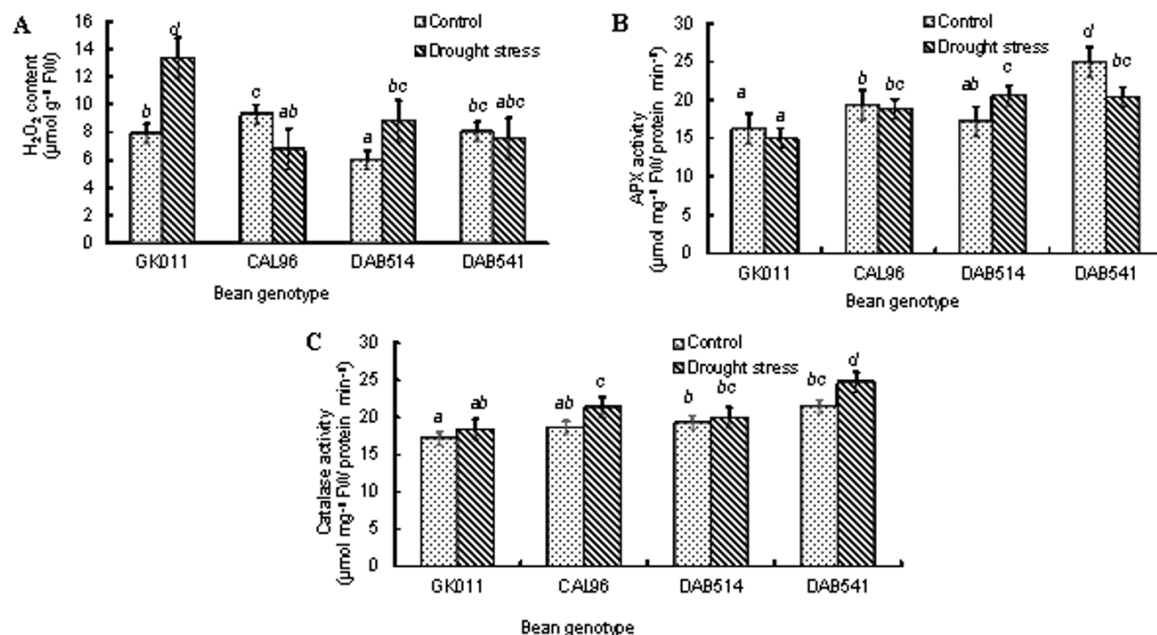 A
H₂O₂ content
(µmol g⁻¹ FW)
16
14
12
10
8
6
4
2
0
b
d
c
ab
a
bc
bc
abc
Control
Drought stress
GK011 CAL96 DAB514 DAB541
Bean genotype
B
APX activity
(µmol mg⁻¹ FW protein min⁻¹)
30
25
20
15
10
5
0
a
a
b
bc
ab
c
d
bc
Control
Drought stress
GK011 CAL96 DAB514 DAB541
Bean genotype
C
Catalase activity
(µmol mg⁻¹ FW protein min⁻¹)
30
25
20
15
10
5
0
a
ab
ab
c
b
bc
bc
d
Control
Drought stress
GK011 CAL96 DAB514 DAB541
Bean genotype